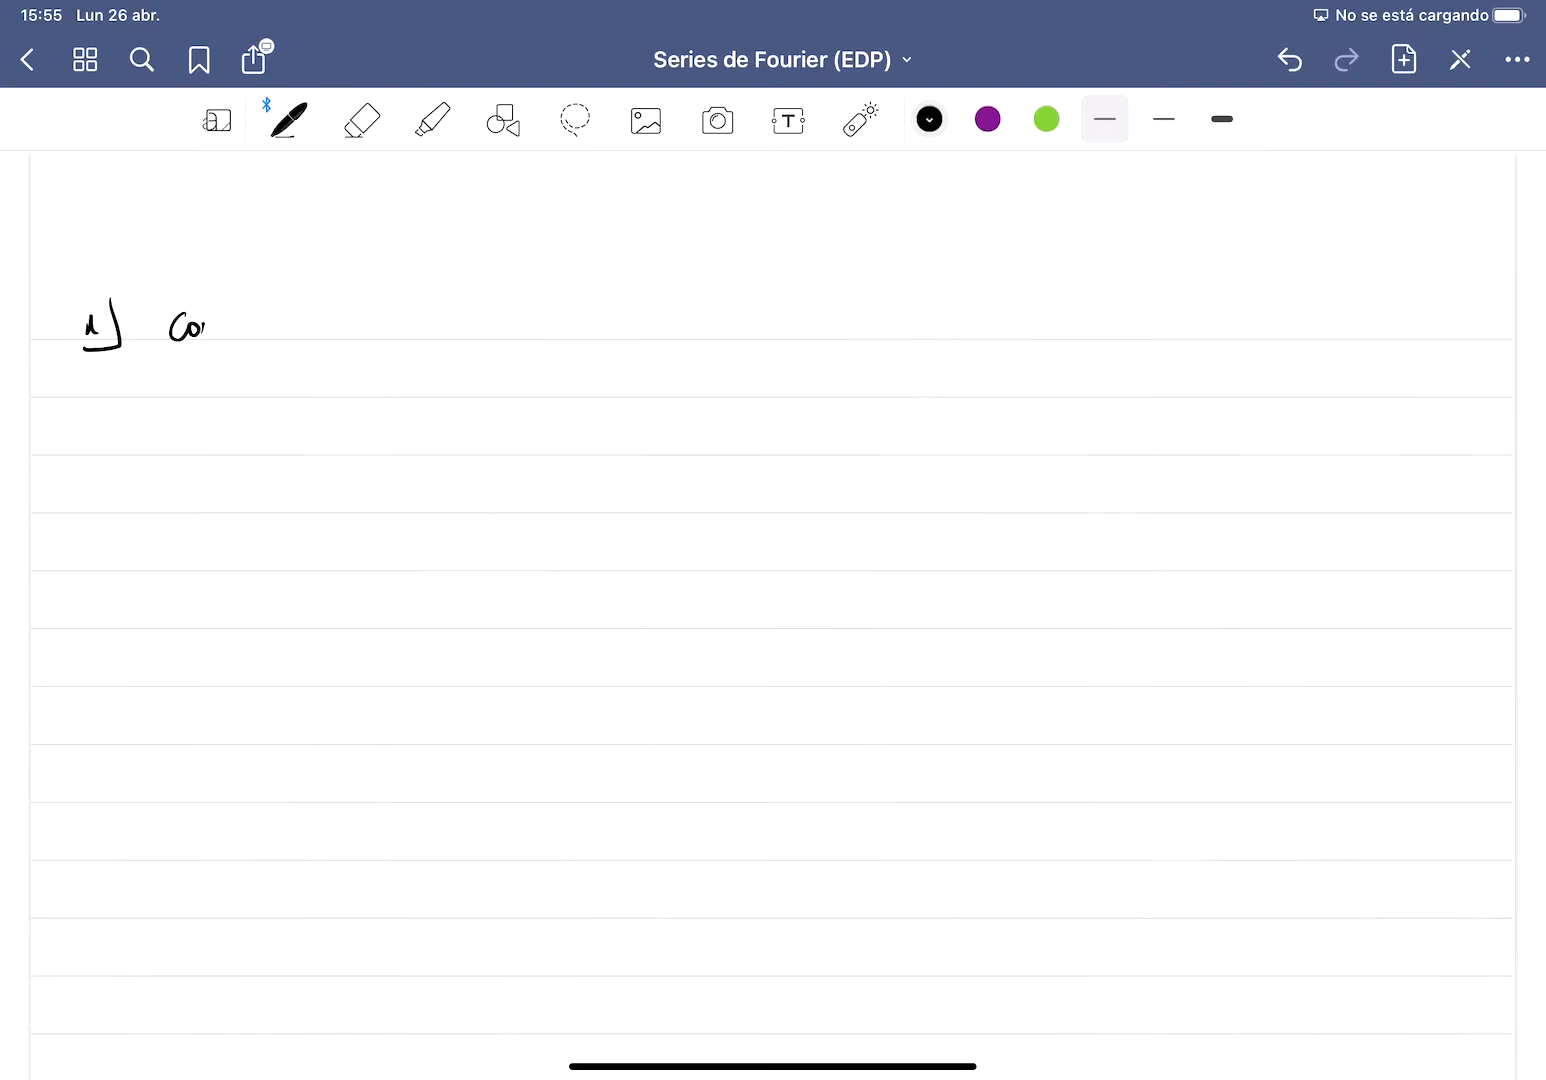 15:55 Lun 26 abr. No se está cargando
Series de Fourier (EDP)
a T
1) Co